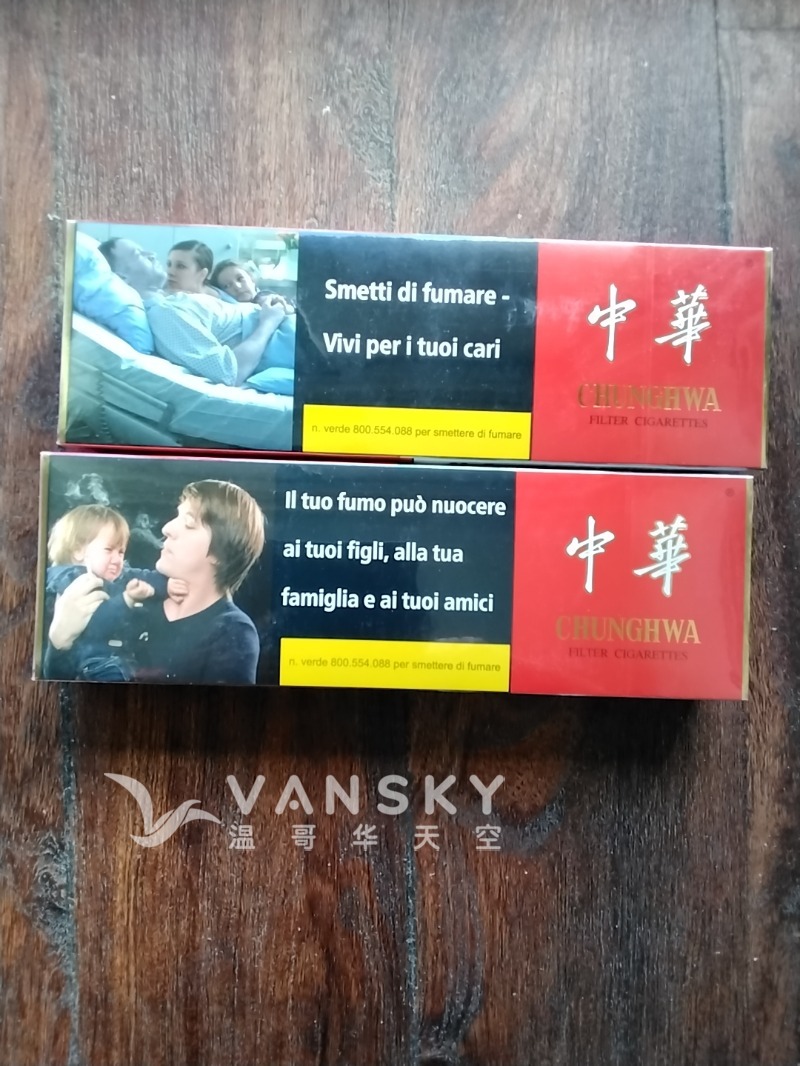 Smetti di fumare -
Vivi per i tuoi cari
n. verde 800.554.088 per smettere di fumare
中華
CHUNGHWA
FILTER CIGARETTES
Il tuo fumo può nuocere
ai tuoi figli, alla tua
famiglia e ai tuoi amici
n. verde 800.554.088 per smettere di fumare
中華
CHUNGHWA
FILTER CIGARETTES
VANSKY
温哥华天空